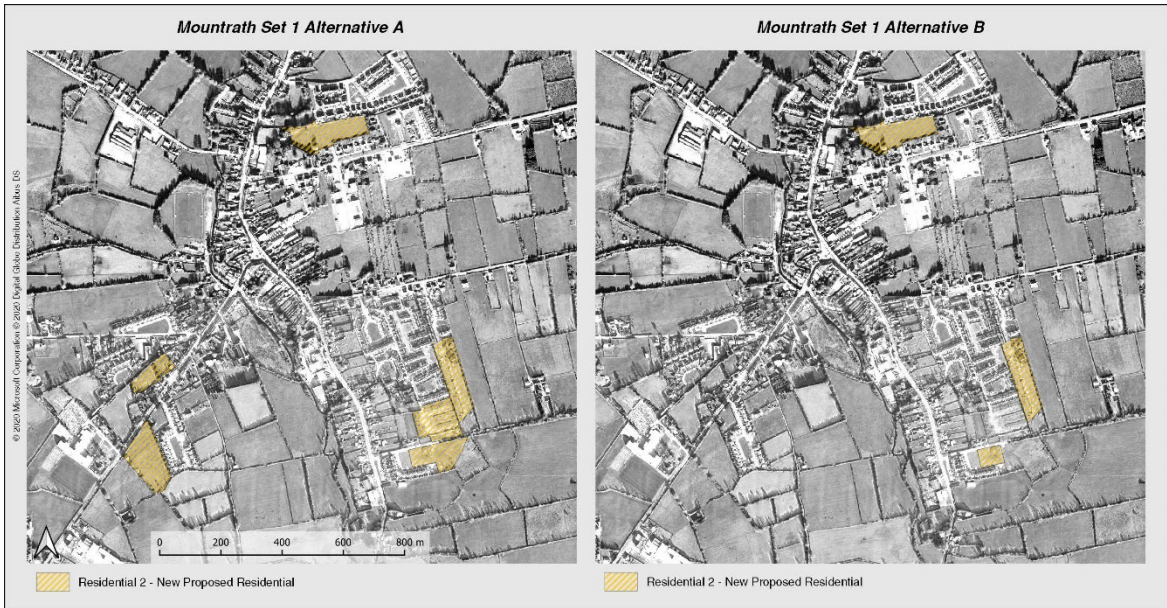 Mountrath Set 1 Alternative A
Mountrath Set 1 Alternative B
© 2020 Microsoft Corporation © 2020 Digital Globe Distribution Aibus DS
0 200 400 600 800 m
Residential 2 - New Proposed Residential
Residential 2 - New Proposed Residential